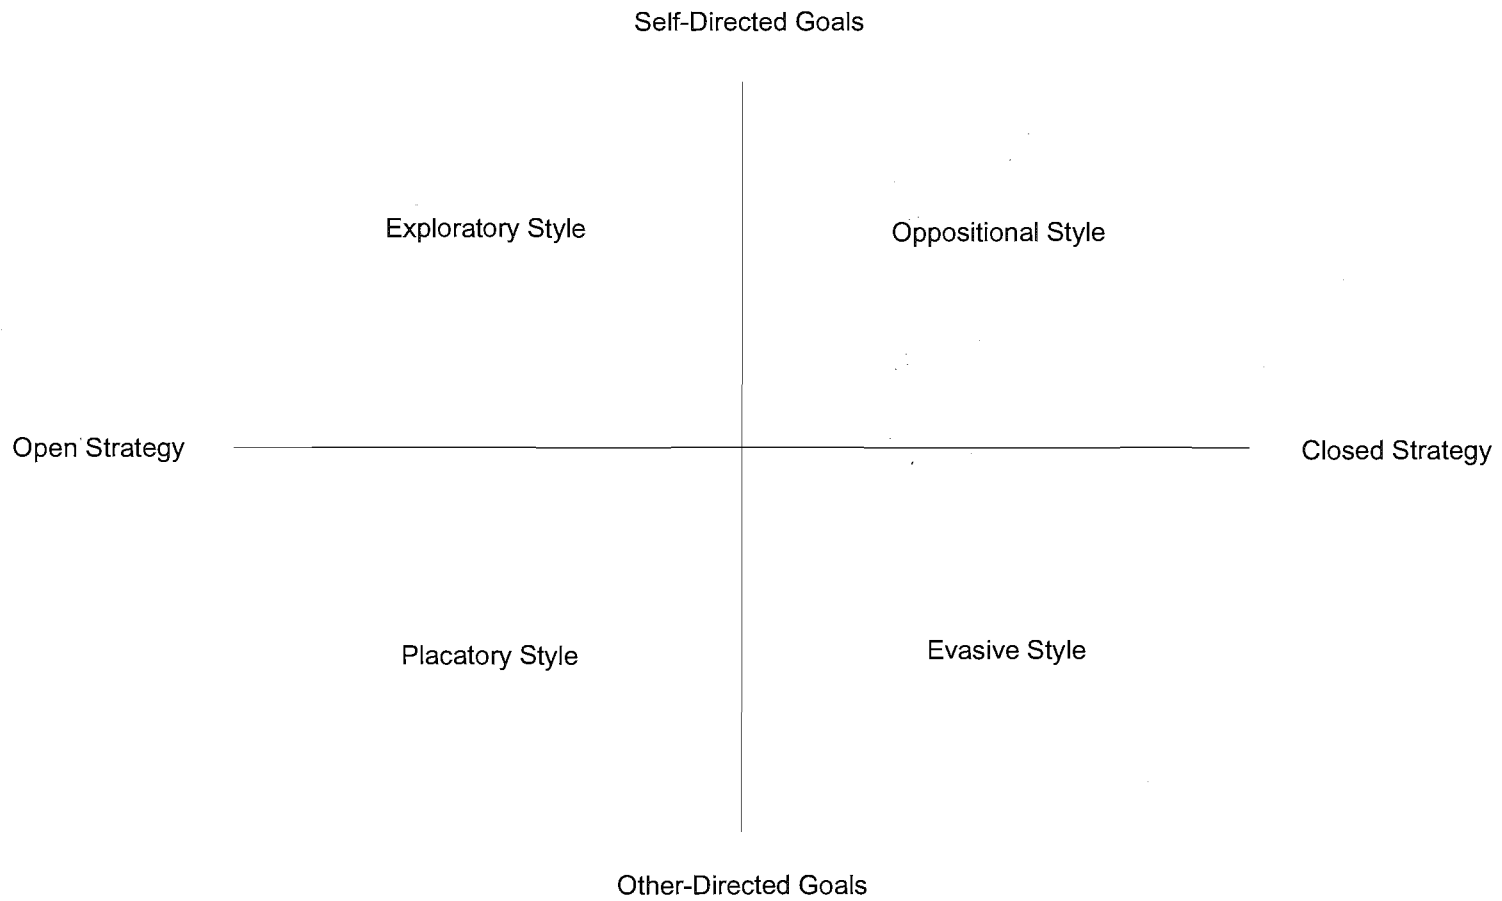 Self-Directed Goals
Exploratory Style
Oppositional Style
Open Strategy
Closed Strategy
Placatory Style
Evasive Style
Other-Directed Goals